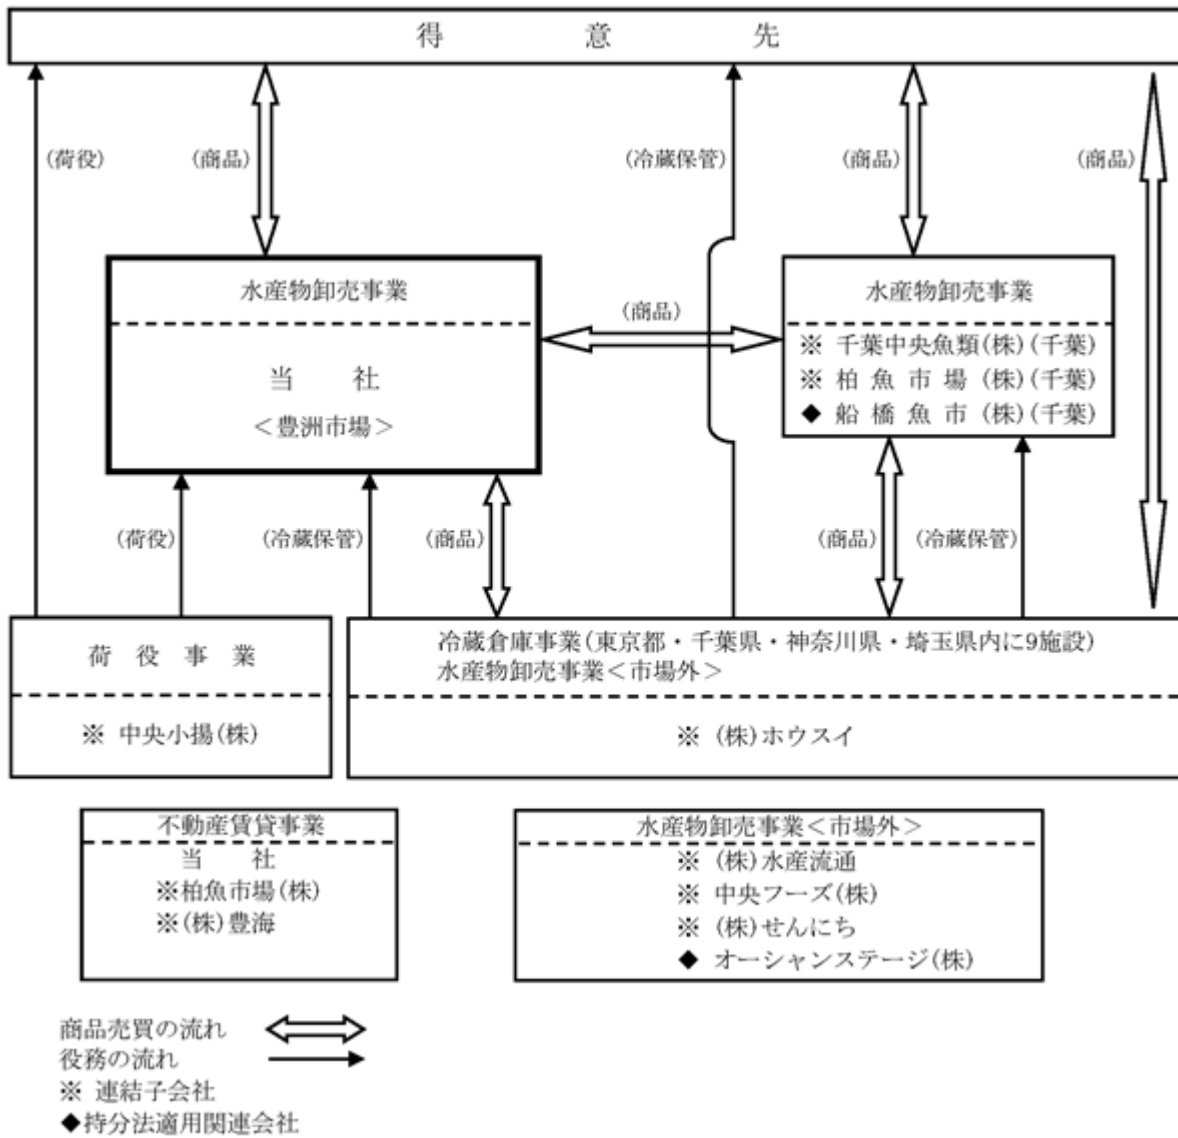 得意先
(荷役)
(商品)
(冷蔵保管)
(商品)
(商品)
水産物卸売事業
当社
＜豊洲市場＞
(商品)
水産物卸売事業
※ 千葉中央魚類(株)(千葉)
※ 柏魚市場(株)(千葉)
◆ 船橋魚市(株)(千葉)
(荷役)
(冷蔵保管)
(商品)
(商品)
(冷蔵保管)
荷役事業
※ 中央小揚(株)
冷蔵倉庫事業(東京都・千葉県・神奈川県・埼玉県内に9施設)
水産物卸売事業＜市場外＞
※ (株)ホウスイ
不動産賃貸事業
当社
※柏魚市場(株)
※(株)豊海
水産物卸売事業＜市場外＞
※ (株)水産流通
※ 中央フーズ(株)
※ (株)せんにち
◆ オーシャンステージ(株)
商品売買の流れ
役務の流れ
※ 連結子会社
◆持分法適用関連会社